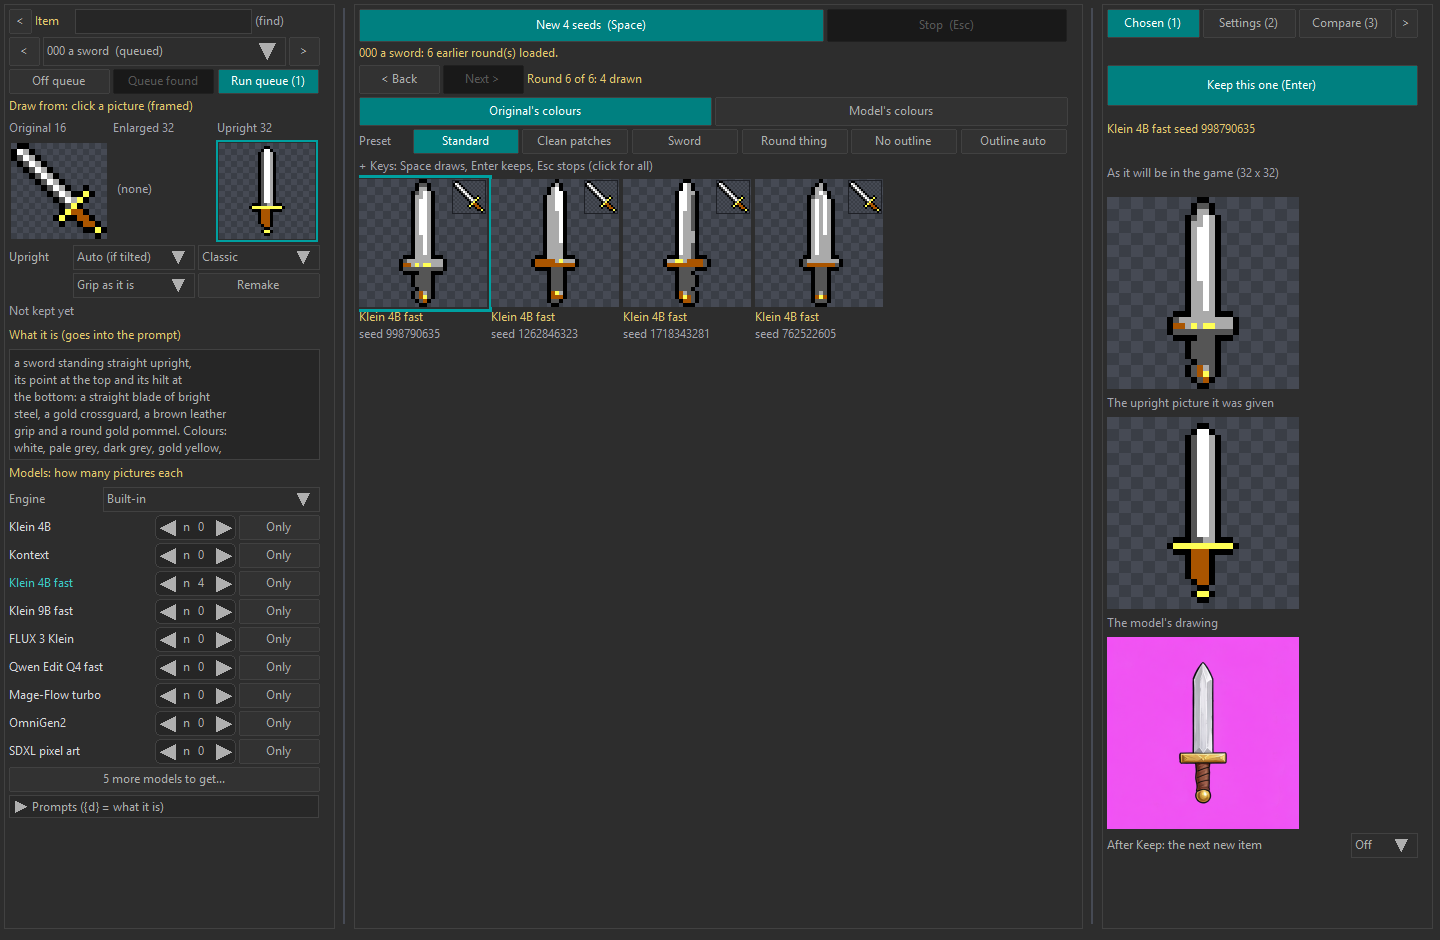 < Item (find)
< 000 a sword (queued) >
Off queue Queue found Run queue (1)
Draw from: click a picture (framed)
Original 16 Enlarged 32 Upright 32
(none)
Upright Auto (if tilted) Classic
Grip as it is Remake
Not kept yet
What it is (goes into the prompt)
a sword standing straight upright,
its point at the top and its hilt at
the bottom: a straight blade of bright
steel, a gold crossguard, a brown leather
grip and a round gold pommel. Colours:
white, pale grey, dark grey, gold yellow,
Models: how many pictures each
Engine Built-in
Klein 4B n 0 Only
Kontext n 0 Only
Klein 4B fast n 4 Only
Klein 9B fast n 0 Only
FLUX 3 Klein n 0 Only
Qwen Edit Q4 fast n 0 Only
Mage-Flow turbo n 0 Only
OmniGen2 n 0 Only
SDXL pixel art n 0 Only
5 more models to get...
Prompts ({d} = what it is)
New 4 seeds (Space) Stop (Esc)
000 a sword: 6 earlier round(s) loaded.
< Back Next > Round 6 of 6: 4 drawn
Original's colours Model's colours
Preset Standard Clean patches Sword Round thing No outline Outline auto
+ Keys: Space draws, Enter keeps, Esc stops (click for all)
Klein 4B fast Klein 4B fast Klein 4B fast Klein 4B fast
seed 998790635 seed 1262846323 seed 1718343281 seed 762522605
Chosen (1) Settings (2) Compare (3) >
Keep this one (Enter)
Klein 4B fast seed 998790635
As it will be in the game (32 x 32)
The upright picture it was given
The model's drawing
After Keep: the next new item Off